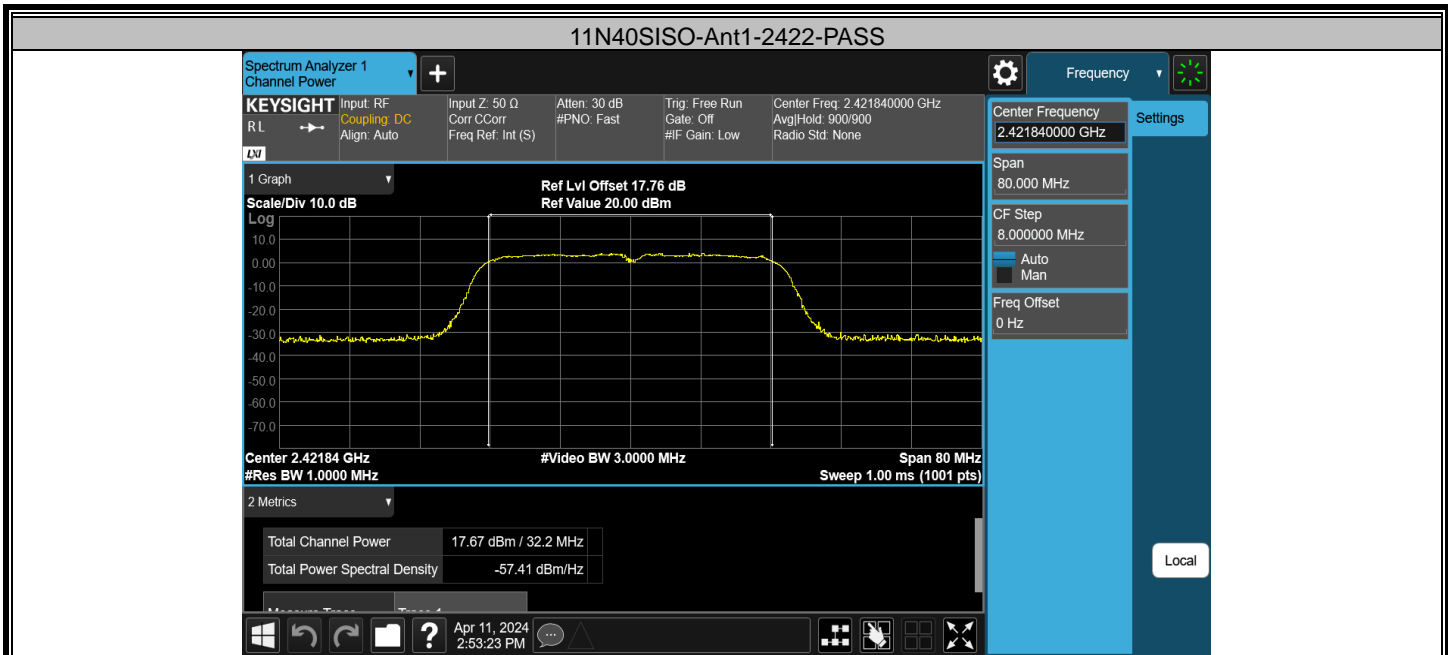 11N40SISO-Ant1-2422-PASS
Spectrum Analyzer 1
Channel Power
Frequency
KEYSIGHT
RL
LXI
Input: RF
Coupling: DC
Align: Auto
Input Z: 50 Ω
Corr CCorr
Freq Ref: Int (S)
Atten: 30 dB
#PNO: Fast
Trig: Free Run
Gate: Off
#IF Gain: Low
Center Freq: 2.421840000 GHz
Avg|Hold: 900/900
Radio Std: None
Center Frequency
2.421840000 GHz
Settings
Span
80.000 MHz
CF Step
8.000000 MHz
Auto
Man
Freq Offset
0 Hz
Local
1 Graph
Scale/Div 10.0 dB
Ref Lvl Offset 17.76 dB
Ref Value 20.00 dBm
Log
10.0
0.00
-10.0
-20.0
-30.0
-40.0
-50.0
-60.0
-70.0
Center 2.42184 GHz
#Video BW 3.0000 MHz
Span 80 MHz
#Res BW 1.0000 MHz
Sweep 1.00 ms (1001 pts)
2 Metrics
Total Channel Power 17.67 dBm / 32.2 MHz
Total Power Spectral Density -57.41 dBm/Hz
Measure Trace Trace 1
?
Apr 11, 2024
2:53:23 PM